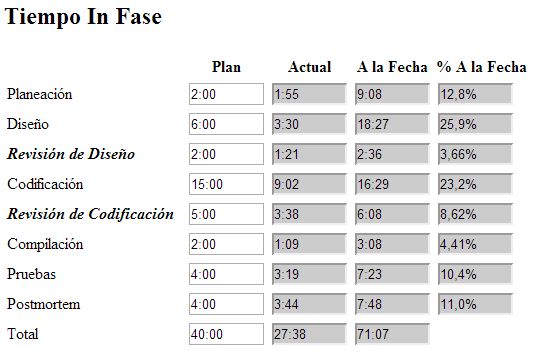 Tiempo In Fase
Plan Actual A la Fecha % A la Fecha
Planeación 2:00 1:55 9:08 12,8%
Diseño 6:00 3:30 18:27 25,9%
Revisión de Diseño 2:00 1:21 2:36 3,66%
Codificación 15:00 9:02 16:29 23,2%
Revisión de Codificación 5:00 3:38 6:08 8,62%
Compilación 2:00 1:09 3:08 4,41%
Pruebas 4:00 3:19 7:23 10,4%
Postmortem 4:00 3:44 7:48 11,0%
Total 40:00 27:38 71:07